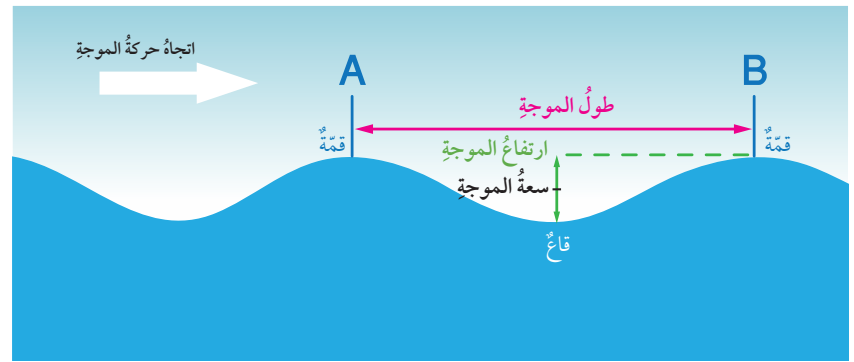 اتجاهُ حركةُ الموجةِ
A
B
طولُ الموجةِ
قمّةٌ
قمّةٌ
ارتفاعُ الموجةِ
سعةُ الموجةِ
قاعٌ